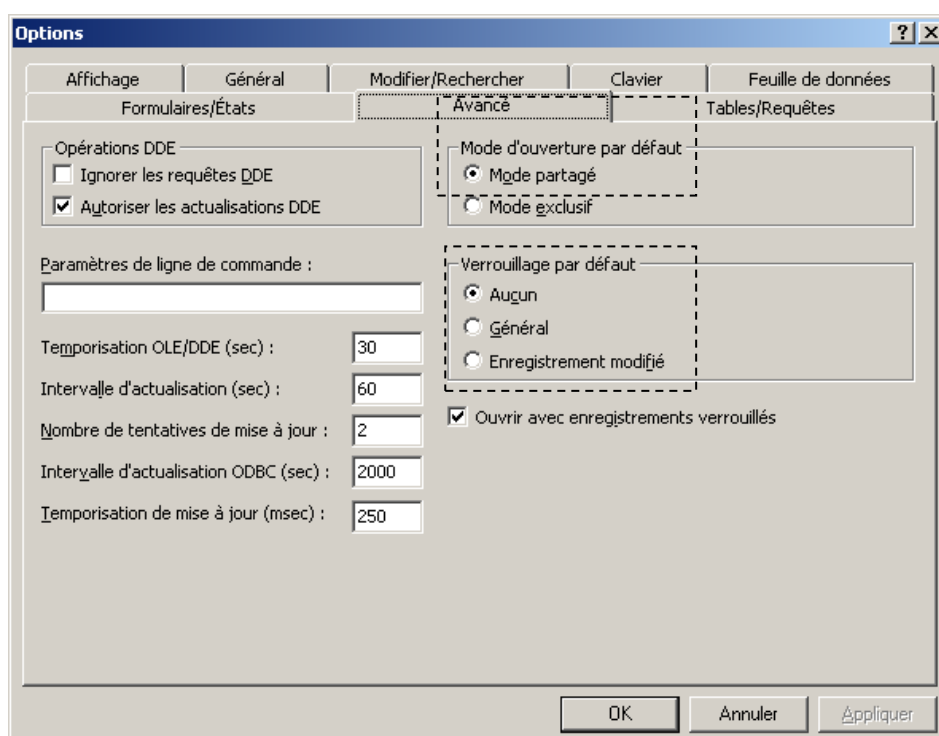 Options
Affichage Général Modifier/Rechercher Clavier Feuille de données
Formulaires/États Avancé Tables/Requêtes
Opérations DDE
Ignorer les requêtes DDE
Autoriser les actualisations DDE
Mode d'ouverture par défaut
Mode partagé
Mode exclusif
Paramètres de ligne de commande :
Verrouillage par défaut
Aucun
Général
Enregistrement modifié
Temporisation OLE/DDE (sec) : 30
Intervalle d'actualisation (sec) : 60
Nombre de tentatives de mise à jour : 2
Intervalle d'actualisation ODBC (sec) : 2000
Temporisation de mise à jour (msec) : 250
Ouvrir avec enregistrements verrouillés
OK Annuler Appliquer